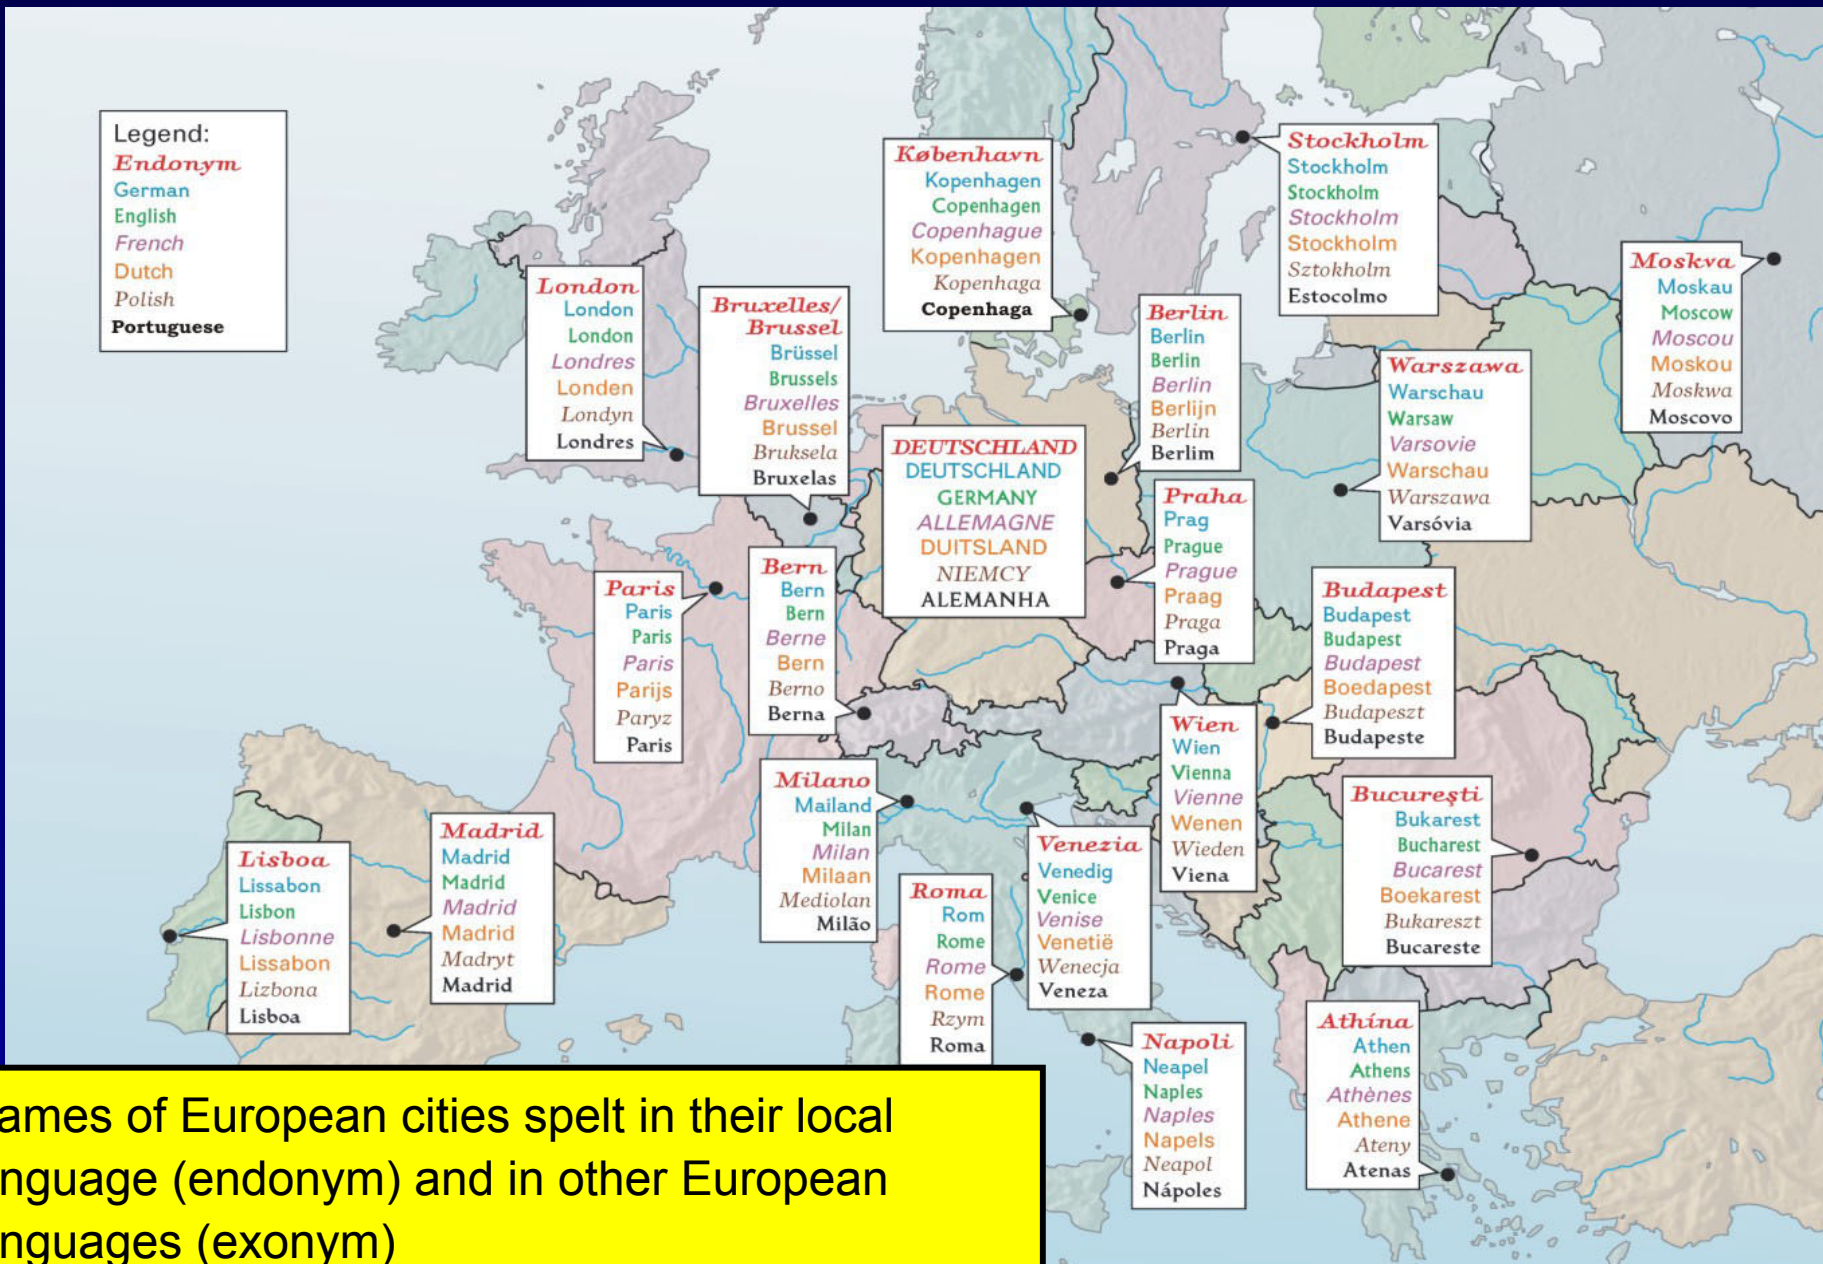 Legend:
Endonym
German
English
French
Dutch
Polish
Portuguese
København
Kopenhagen
Copenhagen
Copenhague
Kopenhagen
Kopenhaga
Copenhaga
Stockholm
Stockholm
Stockholm
Stockholm
Stockholm
Sztokholm
Estocolmo
Moskva
Moskau
Moscow
Moscou
Moskou
Moskwa
Moscovo
London
London
London
Londres
Londen
Londyn
Londres
Bruxelles/
Brussel
Brüssel
Brussels
Bruxelles
Brussel
Bruksela
Bruxelas
Berlin
Berlin
Berlin
Berlin
Berlijn
Berlin
Berlim
Warszawa
Warschau
Warsaw
Varsovie
Warschau
Warszawa
Varsóvia
DEUTSCHLAND
DEUTSCHLAND
GERMANY
ALLEMAGNE
DUITSLAND
NIEMCY
ALEMANHA
Praha
Prag
Prague
Prague
Praag
Praga
Praga
Paris
Paris
Paris
Paris
Parijs
Paryz
Paris
Bern
Bern
Bern
Berne
Bern
Berno
Berna
Budapest
Budapest
Budapest
Budapest
Boedapest
Budapeszt
Budapeste
Wien
Wien
Vienna
Vienne
Wenen
Wieden
Viena
Milano
Mailand
Milan
Milan
Milaan
Mediolan
Milão
București
Bukarest
Bucharest
Bucarest
Boekarest
Bukareszt
Bucareste
Lisboa
Lissabon
Lisbon
Lisbonne
Lissabon
Lizbona
Lisboa
Madrid
Madrid
Madrid
Madrid
Madrid
Madryt
Madrid
Roma
Rom
Rome
Rome
Rome
Rzym
Roma
Venezia
Venedig
Venice
Venise
Venetië
Wenecja
Veneza
Napoli
Neapel
Naples
Naples
Napels
Neapol
Nápoles
Athína
Athen
Athens
Athènes
Athene
Ateny
Atenas
ames of European cities spelt in their local
nguage (endonym) and in other European
nguages (exonym)